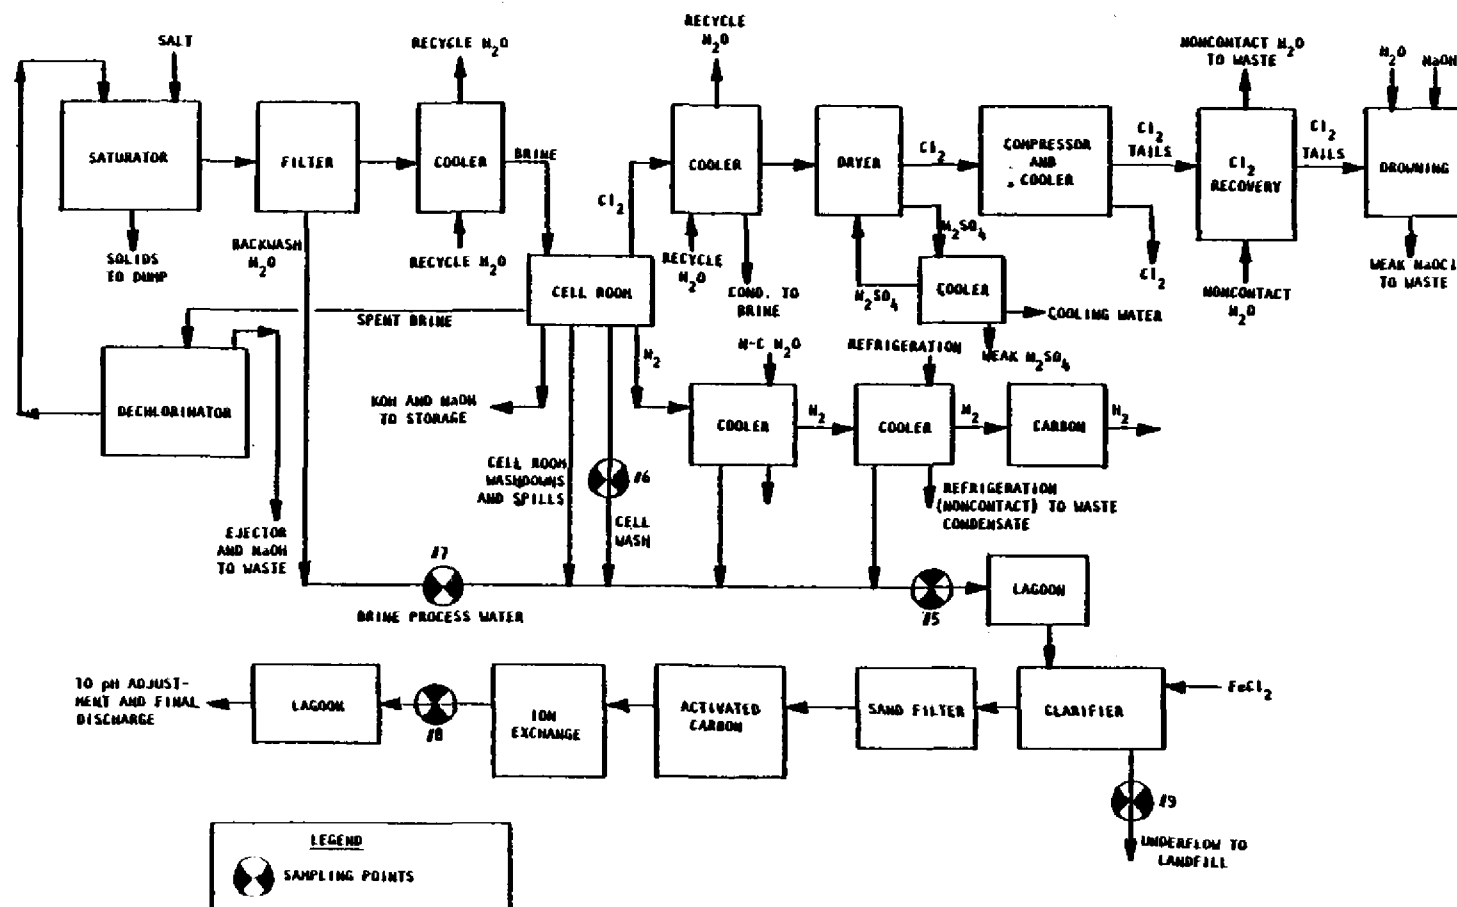 SALT
RECYCLE H2O
RECYCLE
H2O
NONCONTACT H2O
TO WASTE
H2O
NaOH
SATURATOR
FILTER
COOLER
BRINE
Cl2
COOLER
DRYER
Cl2
COMPRESSOR
AND
COOLER
Cl2
TAILS
Cl2
RECOVERY
Cl2
TAILS
DROWNING
SOLIDS
TO DUMP
BACKWASH
H2O
RECYCLE H2O
CELL ROOM
RECYCLE
H2O
COND. TO
BRINE
H2SO4
H2SO4
COOLER
COOLING WATER
WEAK H2SO4
Cl2
NONCONTACT
H2O
WEAK NaOCl
TO WASTE
SPENT BRINE
DECHLORINATOR
EJECTOR
AND NaOH
TO WASTE
KOH AND NaOH
TO STORAGE
H2
N-C H2O
REFRIGERATION
COOLER
H2
COOLER
H2
CARBON
H2
CELL ROOM
WASHDOWNS
AND SPILLS
#6
CELL
WASH
REFRIGERATION
(NONCONTACT) TO WASTE
CONDENSATE
#7
BRINE PROCESS WATER
#5
LAGOON
TO pH ADJUST-
MENT AND FINAL
DISCHARGE
LAGOON
#8
ION
EXCHANGE
ACTIVATED
CARBON
SAND FILTER
CLARIFIER
FeCl2
#9
UNDERFLOW TO
LANDFILL
LEGEND
SAMPLING POINTS